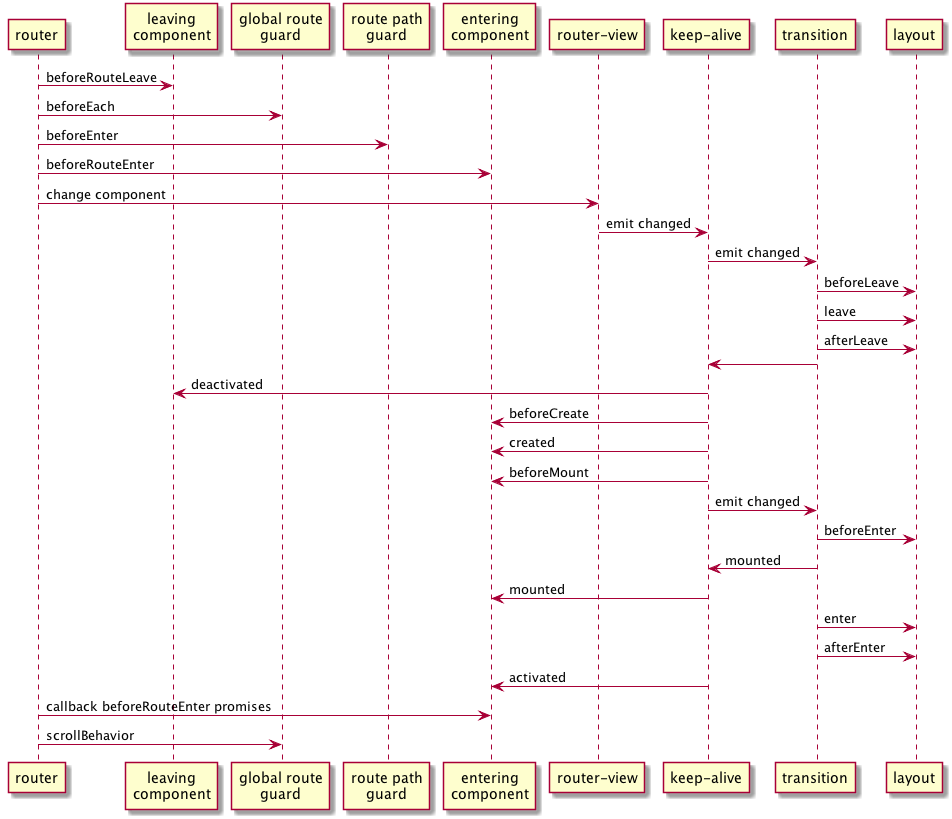 router
leaving
component
global route
guard
route path
guard
entering
component
router-view
keep-alive
transition
layout
beforeRouteLeave
beforeEach
beforeEnter
beforeRouteEnter
change component
emit changed
emit changed
beforeLeave
leave
afterLeave
deactivated
beforeCreate
created
beforeMount
emit changed
beforeEnter
mounted
mounted
enter
afterEnter
activated
callback beforeRouteEnter promises
scrollBehavior
router
leaving
component
global route
guard
route path
guard
entering
component
router-view
keep-alive
transition
layout